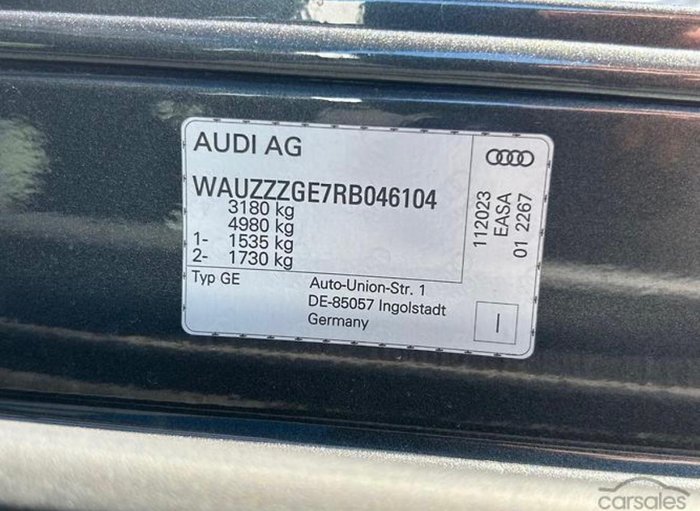 AUDI AG
WAUZZZGE7RB046104
3180 kg
4980 kg
1- 1535 kg
2- 1730 kg
Typ GE
Auto-Union-Str. 1
DE-85057 Ingolstadt
Germany
112023
EASA
01 2267
I
carsales